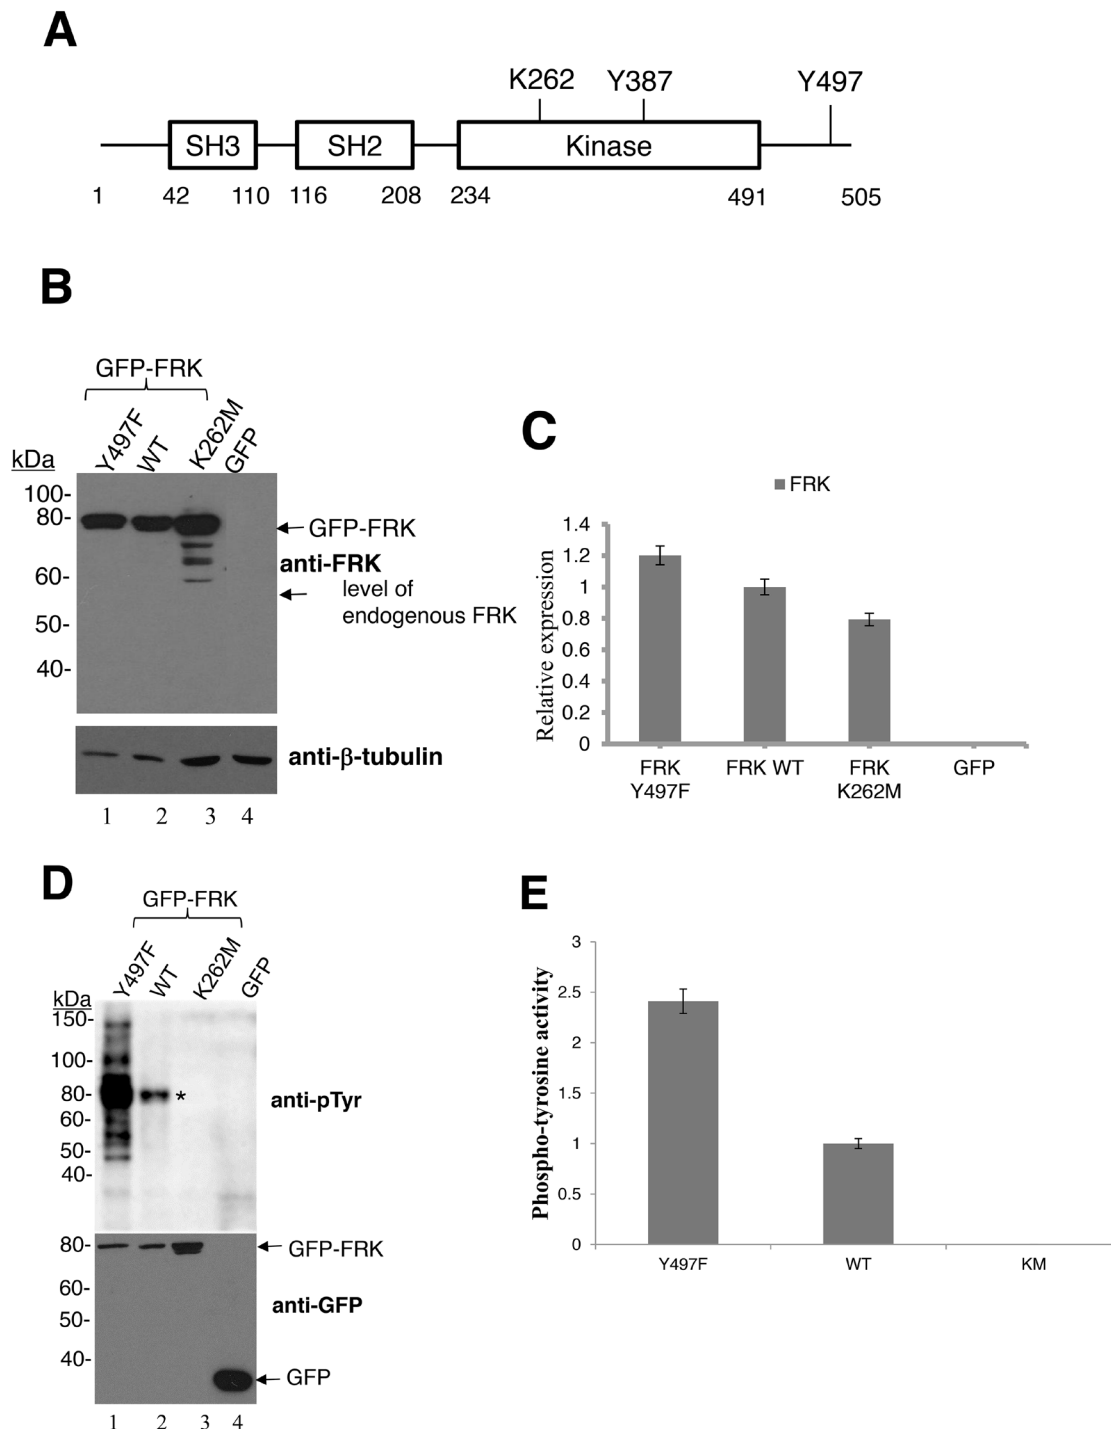 A
K262 Y387 Y497
SH3 SH2 Kinase
1 42 110 116 208 234 491 505
B
GFP-FRK
Y497F WT K262M GFP
kDa
100-
80-
GFP-FRK
anti-FRK
60-
level of
endogenous FRK
50-
40-
anti-β-tubulin
1 2 3 4
C
FRK
Relative expression
1.4
1.2
1
0.8
0.6
0.4
0.2
0
FRK Y497F
FRK WT
FRK K262M
GFP
D
GFP-FRK
Y497F WT K262M GFP
kDa
150-
100-
80-
*
anti-pTyr
60-
50-
40-
80-
GFP-FRK
60-
anti-GFP
50-
40-
GFP
1 2 3 4
E
Phospho-tyrosine activity
3
2.5
2
1.5
1
0.5
0
Y497F WT KM